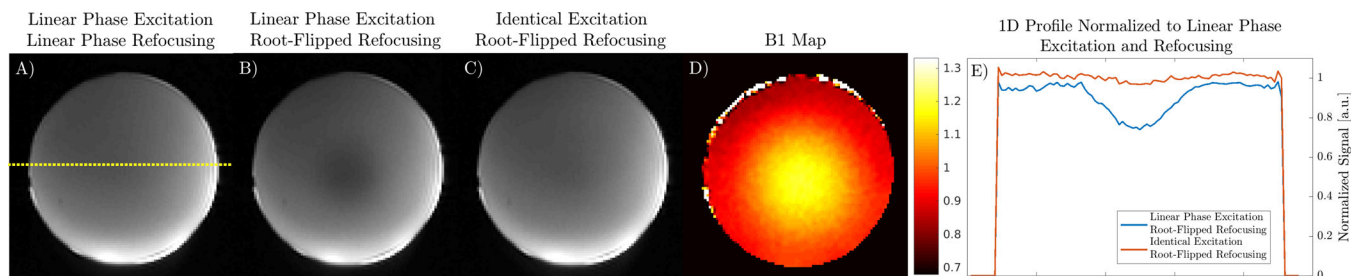 Linear Phase Excitation
Linear Phase Refocusing
Linear Phase Excitation
Root-Flipped Refocusing
Identical Excitation
Root-Flipped Refocusing
B1 Map
1D Profile Normalized to Linear Phase
Excitation and Refocusing
A)
B)
C)
D)
1.3
1.2
1.1
1
0.9
0.8
0.7
E)
1
0.8
0.6
0.4
0.2
0
Normalized Signal [a.u.]
Linear Phase Excitation
Root-Flipped Refocusing
Identical Excitation
Root-Flipped Refocusing